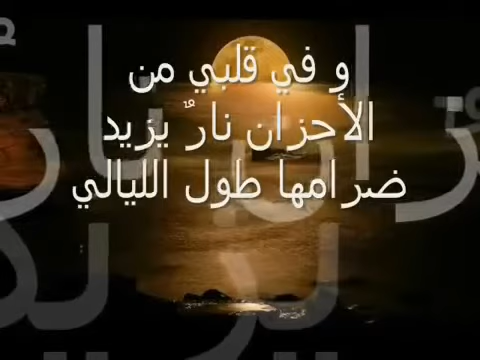 و في قلبي من
الأحزان نارٌ يزيد
ضرامها طول الليالي